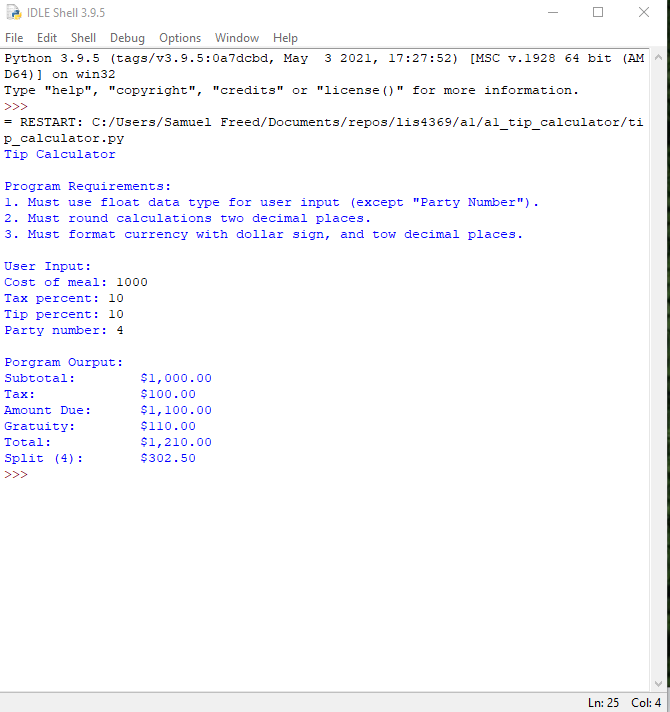 IDLE Shell 3.9.5
File Edit Shell Debug Options Window Help
Python 3.9.5 (tags/v3.9.5:0a7dcbd, May  3 2021, 17:27:52) [MSC v.1928 64 bit (AM
D64)] on win32
Type "help", "copyright", "credits" or "license()" for more information.
>>>
= RESTART: C:/Users/Samuel Freed/Documents/repos/lis4369/a1/a1_tip_calculator/ti
p_calculator.py
Tip Calculator
Program Requirements:
1. Must use float data type for user input (except "Party Number").
2. Must round calculations two decimal places.
3. Must format currency with dollar sign, and tow decimal places.
User Input:
Cost of meal: 1000
Tax percent: 10
Tip percent: 10
Party number: 4
Porgram Ourput:
Subtotal: $1,000.00
Tax: $100.00
Amount Due: $1,100.00
Gratuity: $110.00
Total: $1,210.00
Split (4): $302.50
>>>
Ln: 25 Col: 4